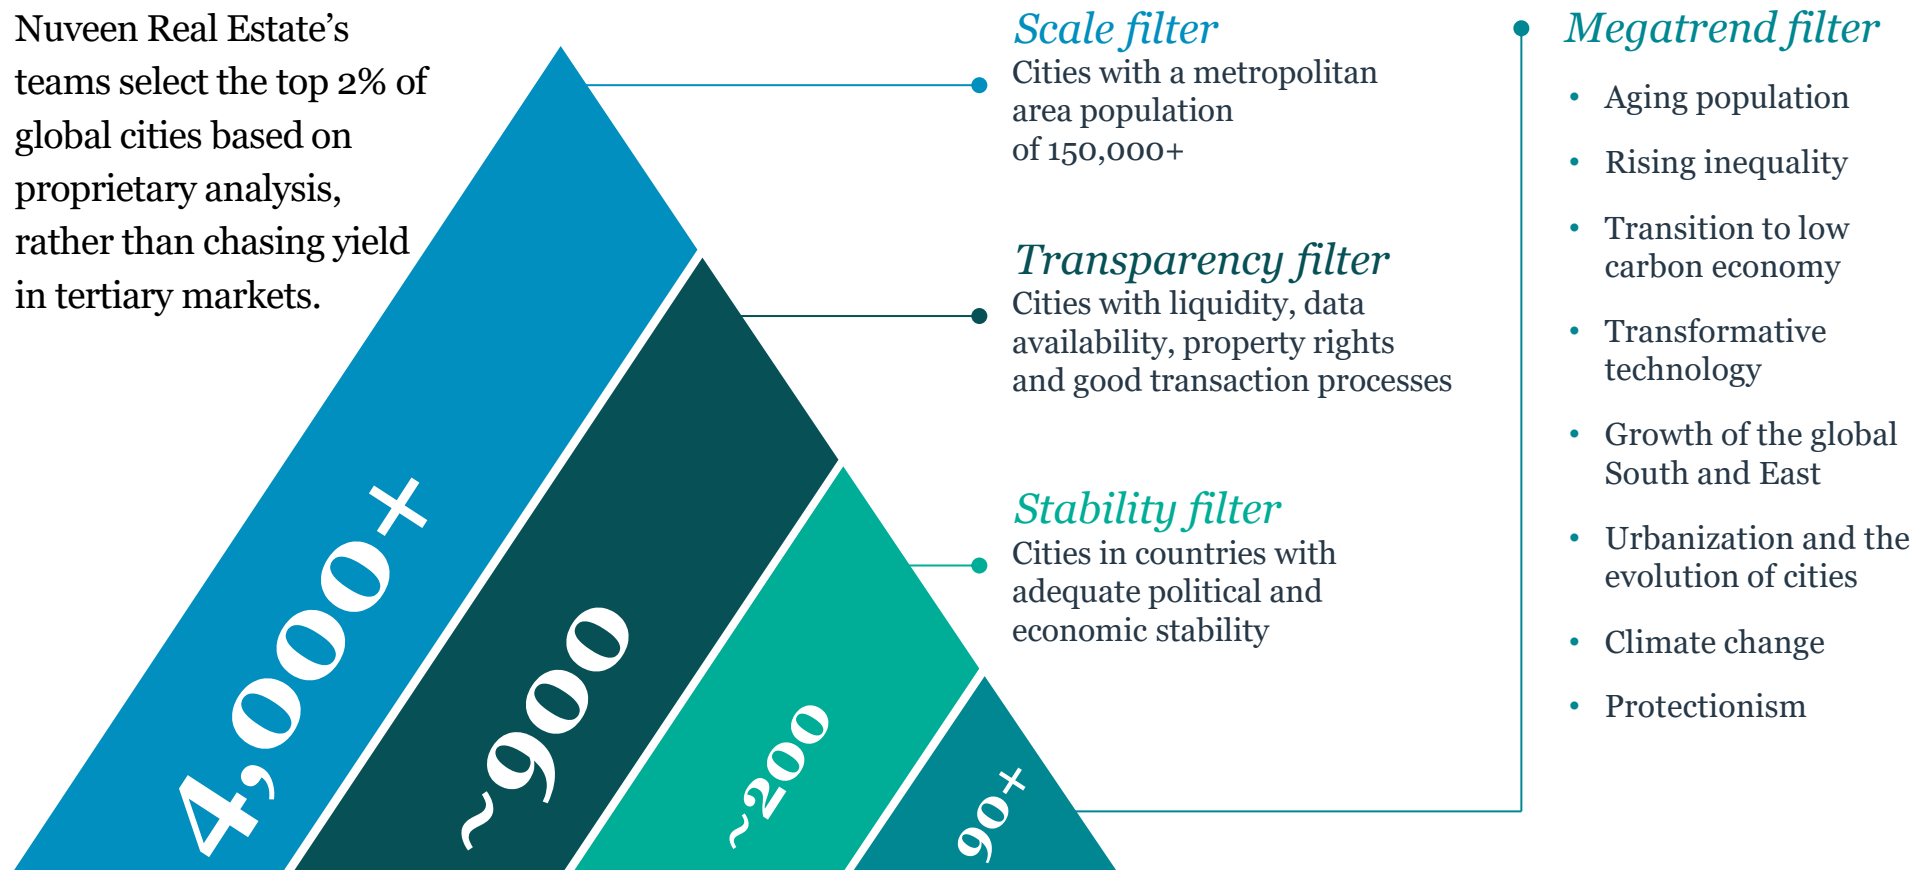 Nuveen Real Estate’s
teams select the top 2% of
global cities based on
proprietary analysis,
rather than chasing yield
in tertiary markets.
4,000+
~900
~200
90+
Scale filter
Cities with a metropolitan
area population
of 150,000+
Transparency filter
Cities with liquidity, data
availability, property rights
and good transaction processes
Stability filter
Cities in countries with
adequate political and
economic stability
Megatrend filter
• Aging population
• Rising inequality
• Transition to low
carbon economy
• Transformative
technology
• Growth of the global
South and East
• Urbanization and the
evolution of cities
• Climate change
• Protectionism